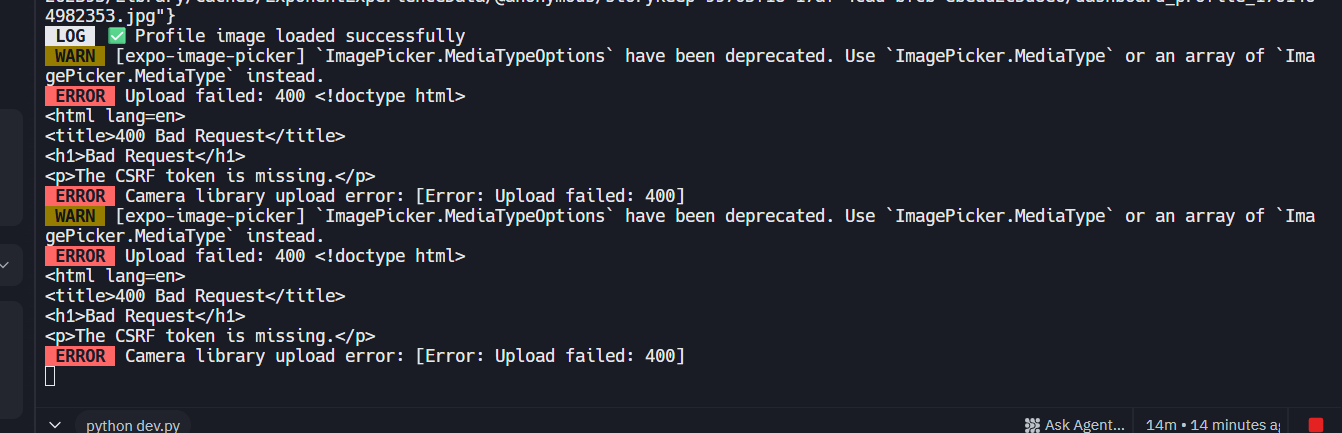 4982353.jpg"}
LOG ✅ Profile image loaded successfully
WARN [expo-image-picker] `ImagePicker.MediaTypeOptions` have been deprecated. Use `ImagePicker.MediaType` or an array of `Ima
gePicker.MediaType` instead.
ERROR Upload failed: 400 <!doctype html>
<html lang=en>
<title>400 Bad Request</title>
<h1>Bad Request</h1>
<p>The CSRF token is missing.</p>
ERROR Camera library upload error: [Error: Upload failed: 400]
WARN [expo-image-picker] `ImagePicker.MediaTypeOptions` have been deprecated. Use `ImagePicker.MediaType` or an array of `Ima
gePicker.MediaType` instead.
ERROR Upload failed: 400 <!doctype html>
<html lang=en>
<title>400 Bad Request</title>
<h1>Bad Request</h1>
<p>The CSRF token is missing.</p>
ERROR Camera library upload error: [Error: Upload failed: 400]
python dev.py
Ask Agent...
14m • 14 minutes a